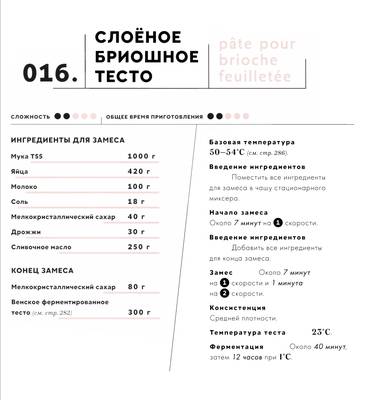 016.
СЛОЁНОЕ
БРИОШНОЕ
ТЕСТО
pâte pour
brioche
feuilletée
СЛОЖНОСТЬ
ОБЩЕЕ ВРЕМЯ ПРИГОТОВЛЕНИЯ
ИНГРЕДИЕНТЫ ДЛЯ ЗАМЕСА
Мука T55 1000 г
Яйца 420 г
Молоко 100 г
Соль 18 г
Мелкокристаллический сахар 40 г
Дрожжи 30 г
Сливочное масло 250 г
КОНЕЦ ЗАМЕСА
Мелкокристаллический сахар 80 г
Венское ферментированное
тесто (см. стр. 282) 300 г
Базовая температура
50–54°C (см. стр. 286).
Введение ингредиентов
Поместить все ингредиенты
для замеса в чашу стационарного
миксера.
Начало замеса
Около 7 минут на 1 скорости.
Введение ингредиентов
Добавить все ингредиенты
для конца замеса.
Замес Около 7 минут
на 1 скорости и 1 минута
на 2 скорости.
Консистенция
Средней плотности.
Температура теста 23°C.
Ферментация Около 40 минут,
затем 12 часов при 1°C.